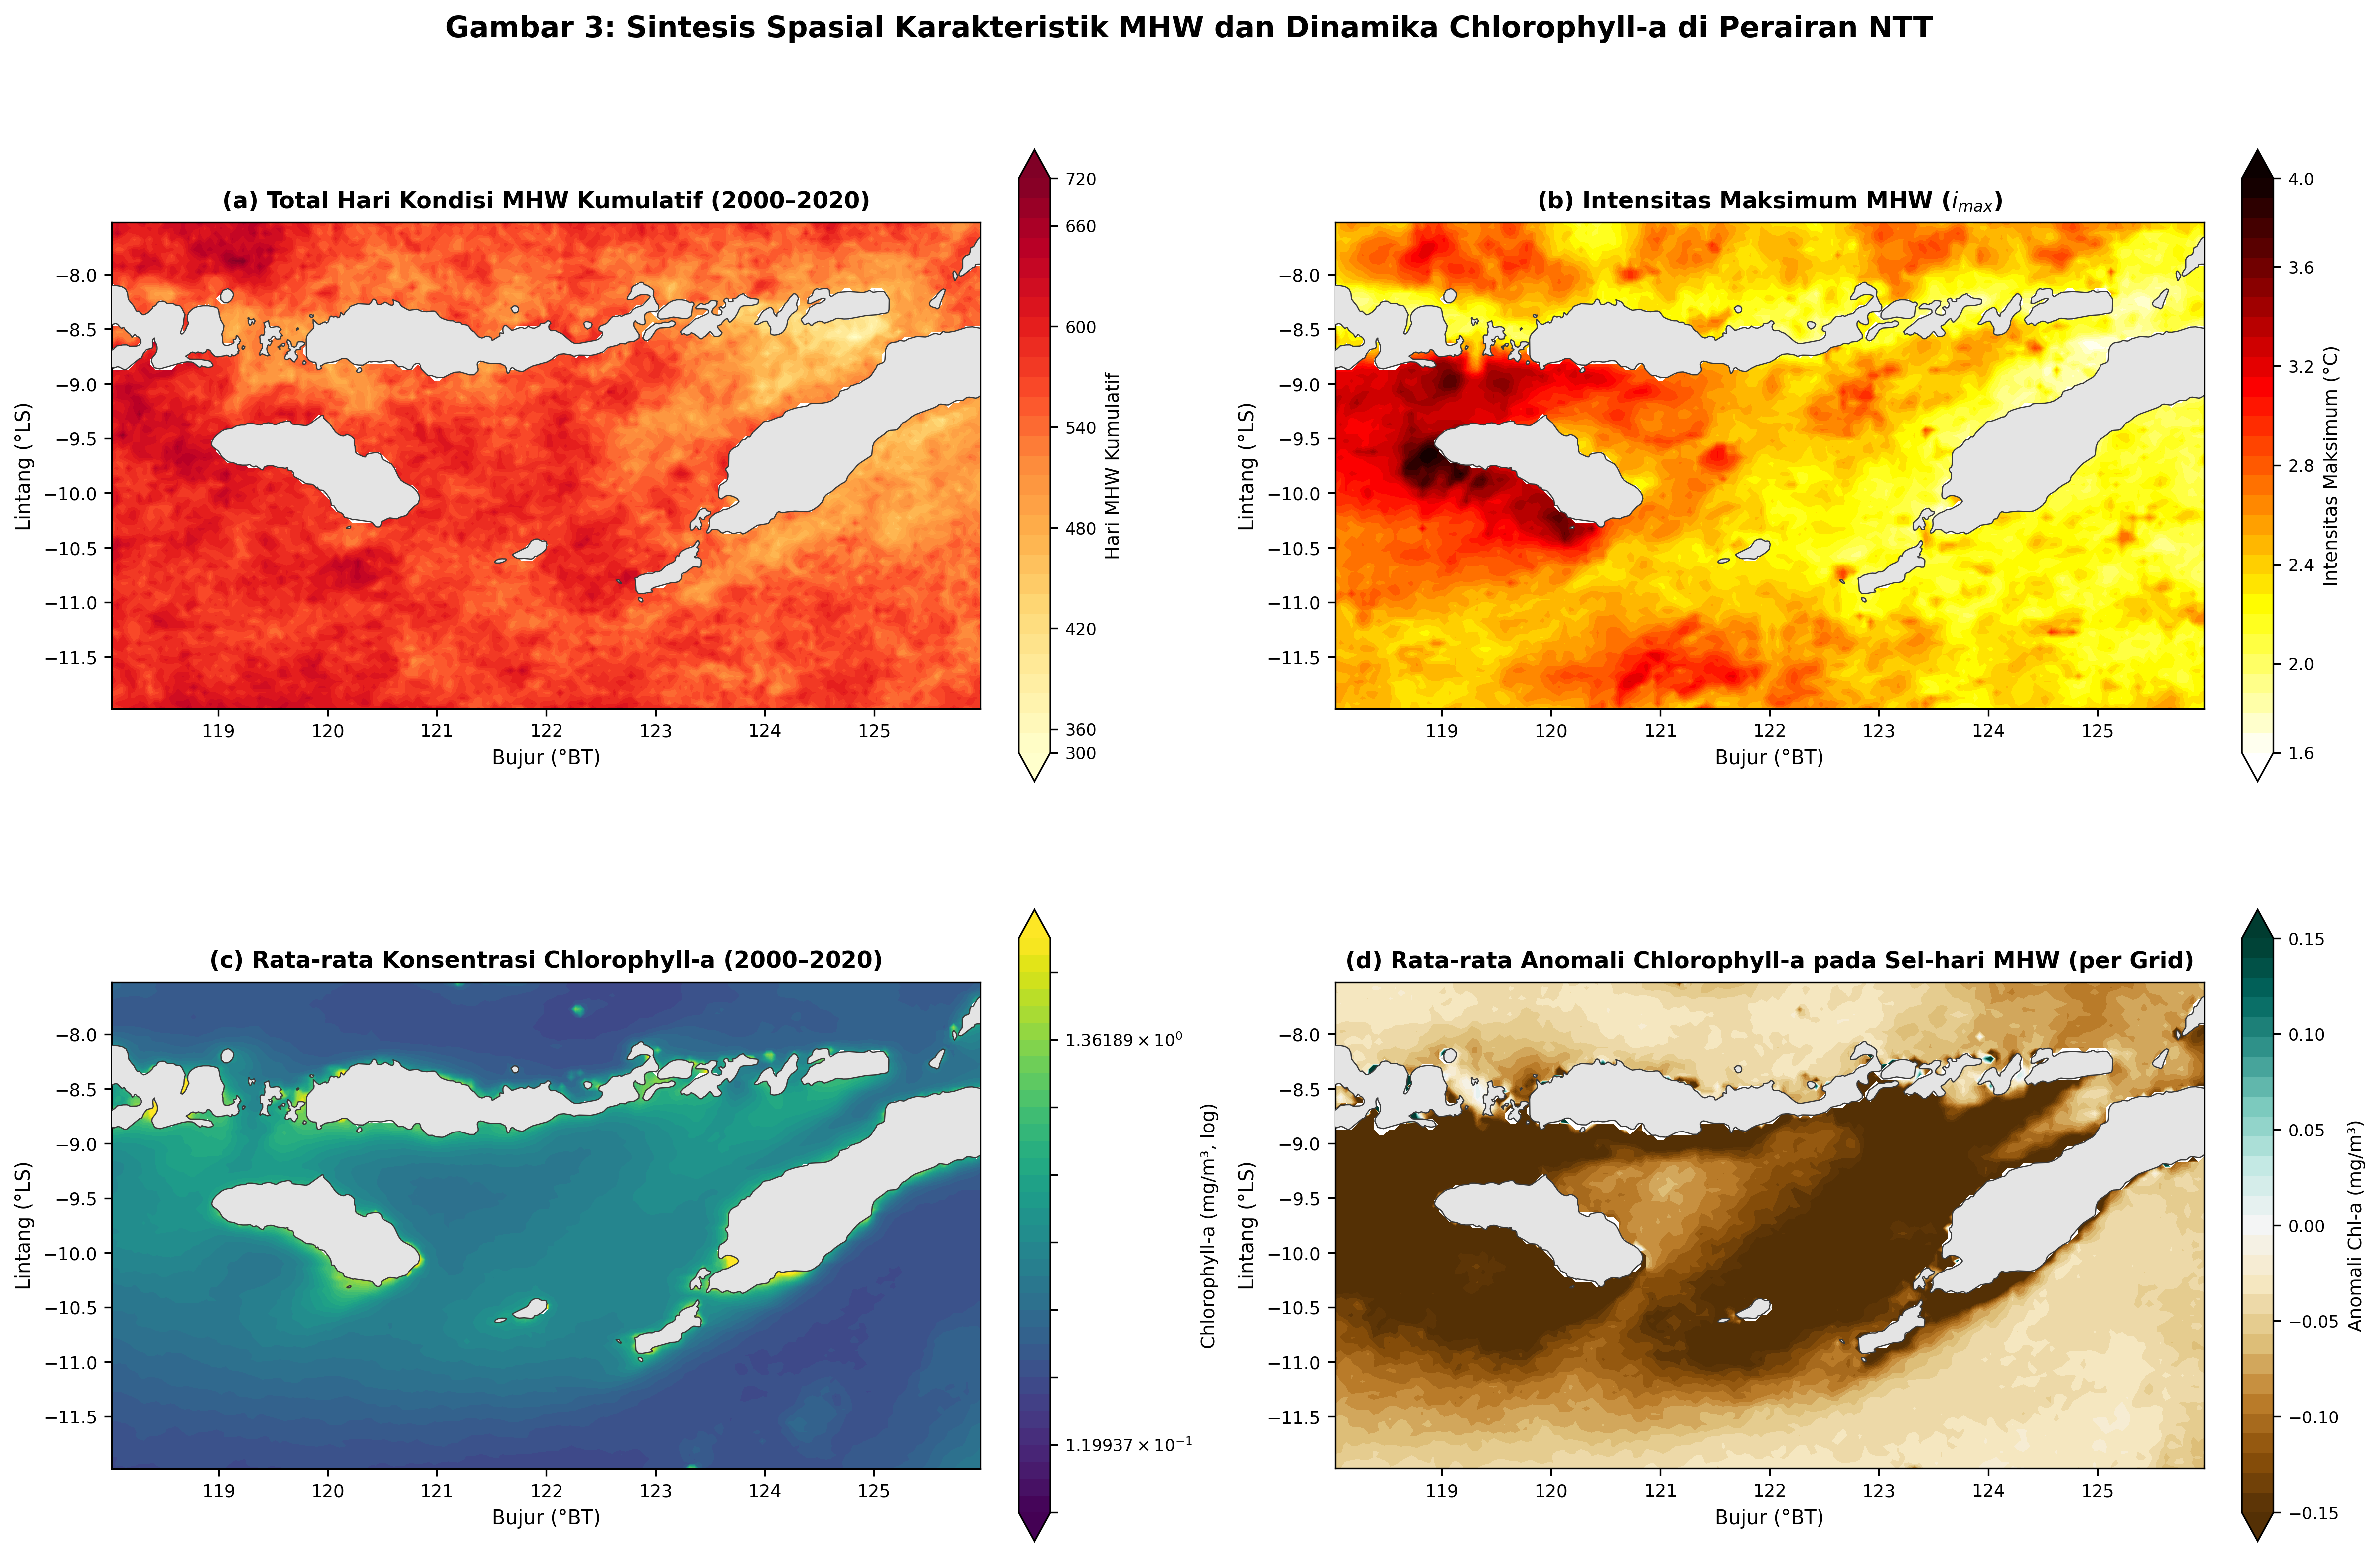 Gambar 3: Sintesis Spasial Karakteristik MHW dan Dinamika Chlorophyll-a di Perairan NTT
(a) Total Hari Kondisi MHW Kumulatif (2000–2020)
−8.0
−8.5
−9.0
−9.5
−10.0
−10.5
−11.0
−11.5
Lintang (°LS)
119 120 121 122 123 124 125
Bujur (°BT)
720
660
600
540
480
420
360
300
Hari MHW Kumulatif
(b) Intensitas Maksimum MHW (i_max)
−8.0
−8.5
−9.0
−9.5
−10.0
−10.5
−11.0
−11.5
Lintang (°LS)
119 120 121 122 123 124 125
Bujur (°BT)
4.0
3.6
3.2
2.8
2.4
2.0
1.6
Intensitas Maksimum (°C)
(c) Rata-rata Konsentrasi Chlorophyll-a (2000–2020)
−8.0
−8.5
−9.0
−9.5
−10.0
−10.5
−11.0
−11.5
Lintang (°LS)
119 120 121 122 123 124 125
Bujur (°BT)
1.36189 × 10⁰
1.19937 × 10⁻¹
Chlorophyll-a (mg/m³, log)
(d) Rata-rata Anomali Chlorophyll-a pada Sel-hari MHW (per Grid)
−8.0
−8.5
−9.0
−9.5
−10.0
−10.5
−11.0
−11.5
Lintang (°LS)
119 120 121 122 123 124 125
Bujur (°BT)
0.15
0.10
0.05
0.00
−0.05
−0.10
−0.15
Anomali Chl-a (mg/m³)